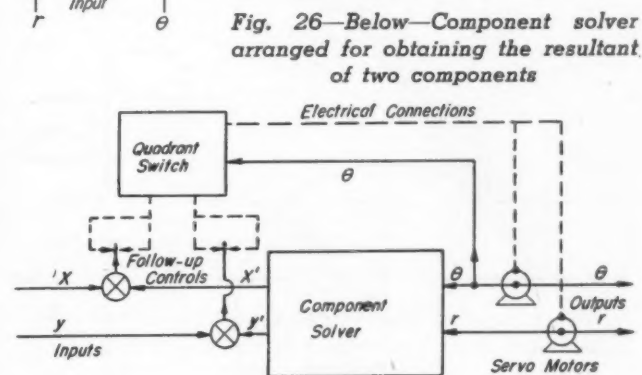 Input
r
θ
Fig. 26—Below—Component solver
arranged for obtaining the resultant
of two components
Electrical Connections
Quadrant
Switch
θ
Follow-up
Controls
'X
X'
θ
θ
Outputs
Component
Solver
y
y'
r
r
Inputs
Servo Motors